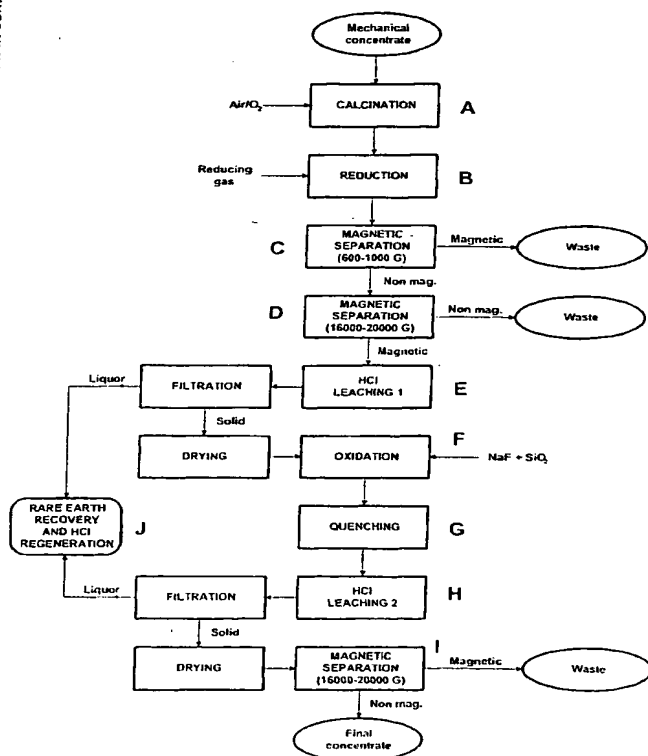 Mechanical
concentrate
Air/O₂
CALCINATION
A
Reducing
gas
REDUCTION
B
C
MAGNETIC
SEPARATION
(600-1000 G)
Magnetic
Waste
Non mag.
D
MAGNETIC
SEPARATION
(16000-20000 G)
Non mag.
Waste
Magnetic
Liquor
FILTRATION
HCl
LEACHING 1
E
Solid
DRYING
OXIDATION
F
NaF + SiO₂
RARE EARTH
RECOVERY
AND HCl
REGENERATION
J
QUENCHING
G
Liquor
FILTRATION
HCl
LEACHING 2
H
Solid
DRYING
MAGNETIC
SEPARATION
(16000-20000 G)
I
Magnetic
Waste
Non mag.
Final
concentrate